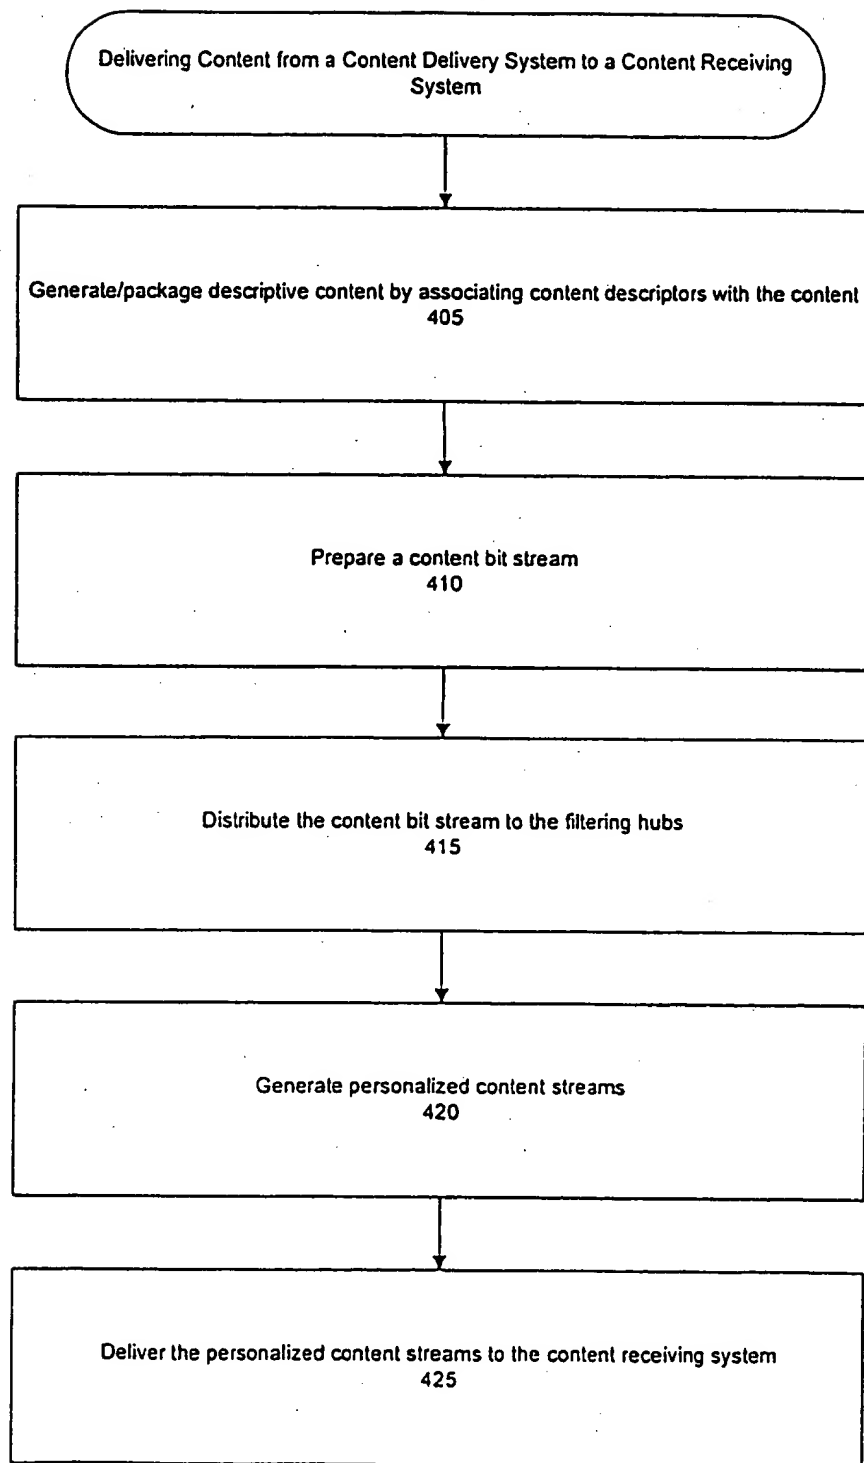 Delivering Content from a Content Delivery System to a Content Receiving
System
Generate/package descriptive content by associating content descriptors with the content
405
Prepare a content bit stream
410
Distribute the content bit stream to the filtering hubs
415
Generate personalized content streams
420
Deliver the personalized content streams to the content receiving system
425